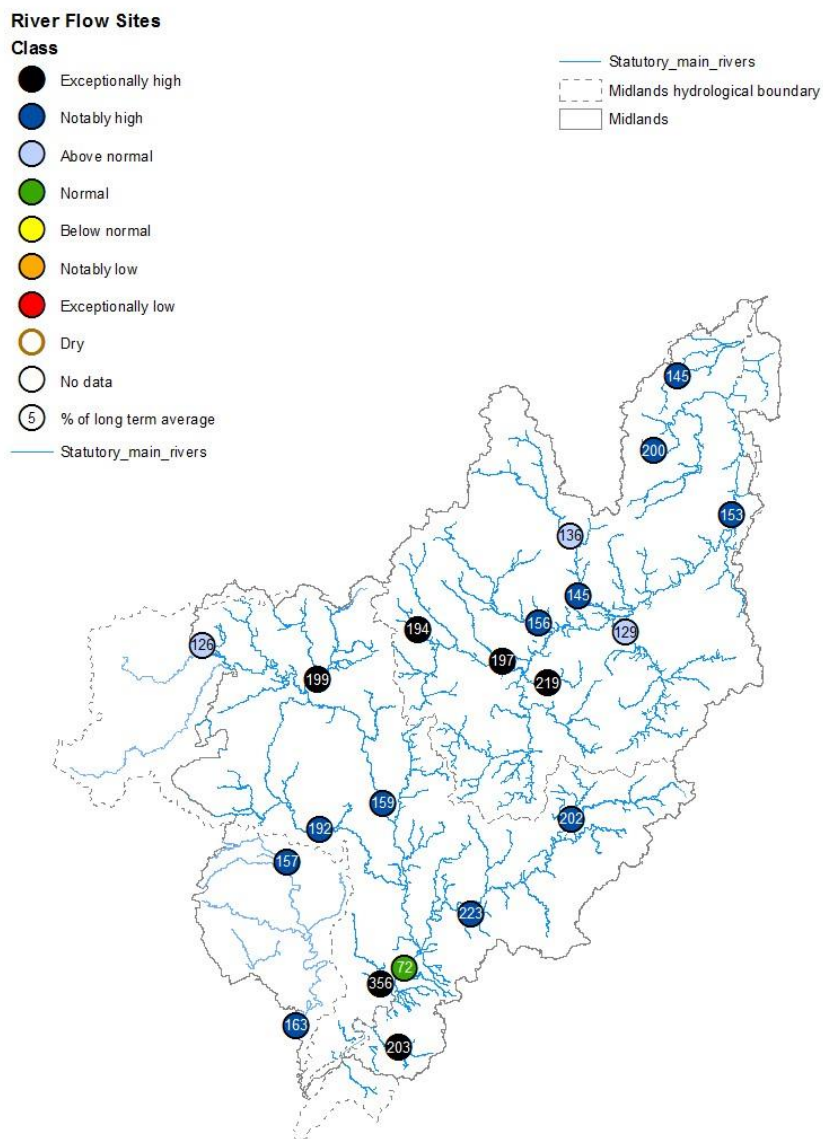 River Flow Sites
Class
Exceptionally high
Notably high
Above normal
Normal
Below normal
Notably low
Exceptionally low
Dry
No data
5 % of long term average
Statutory_main_rivers
Statutory_main_rivers
Midlands hydrological boundary
Midlands
145
200
153
136
145
156
129
194
126
197
199
219
159
202
192
157
223
72
356
163
203